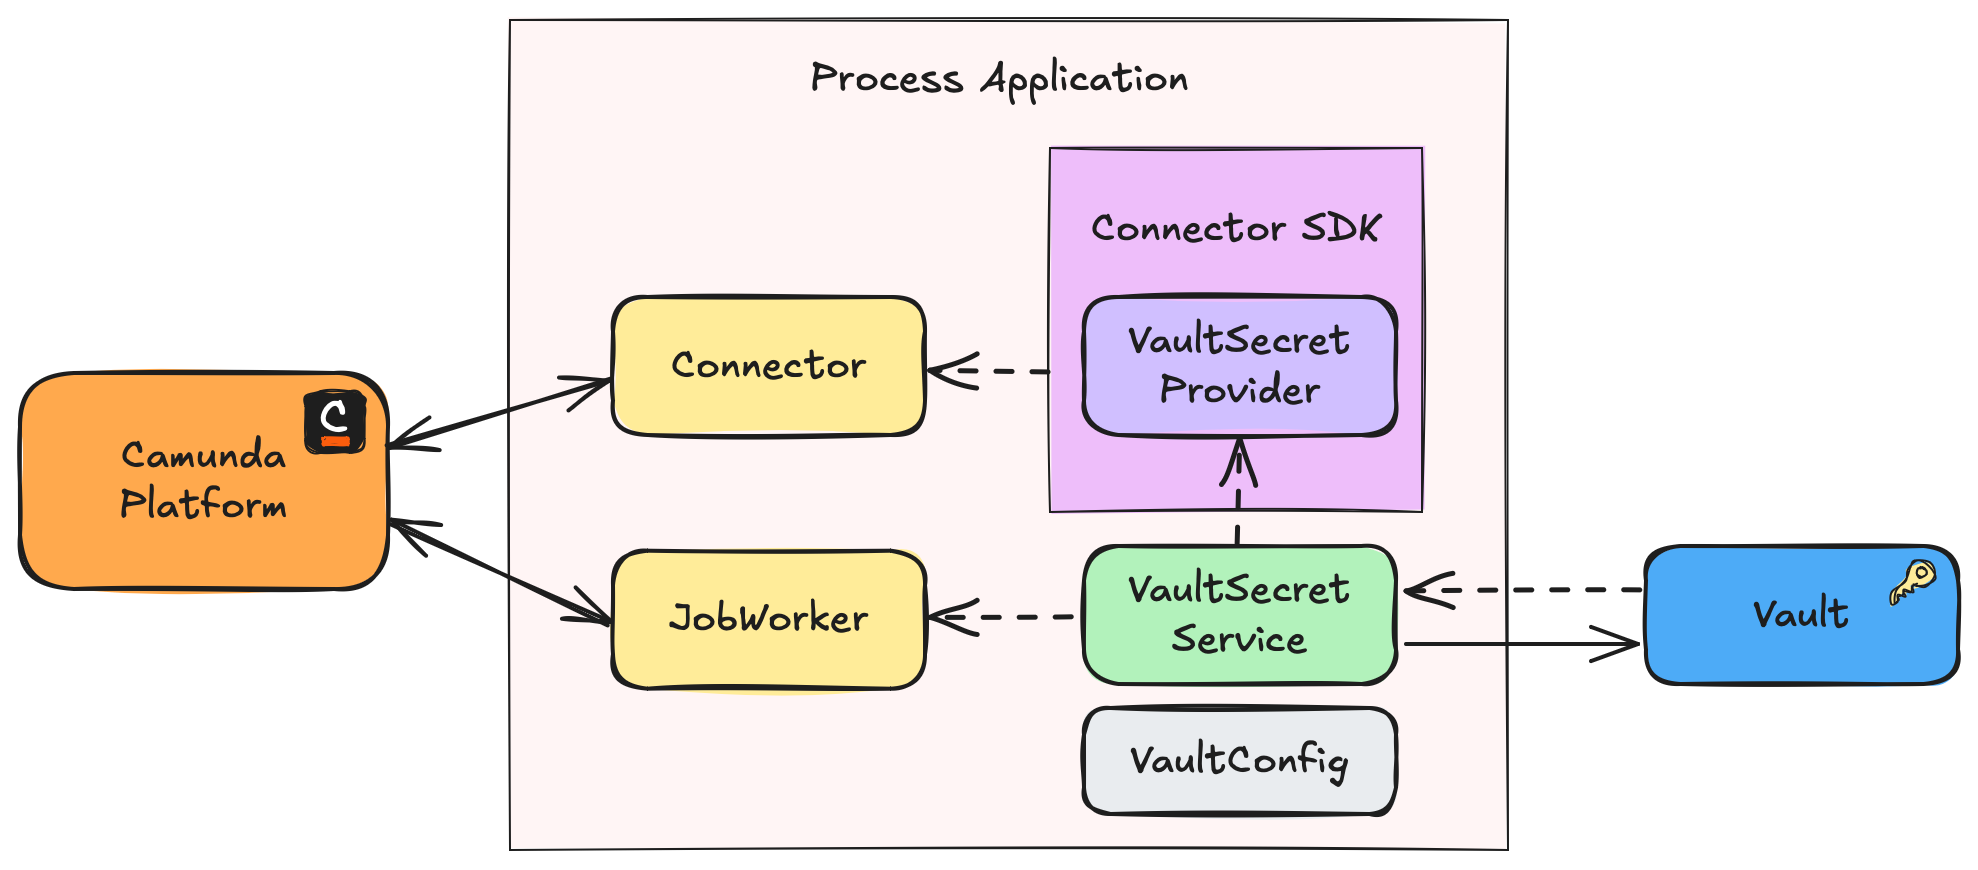 Process Application
Connector SDK
Connector
VaultSecret
Provider
C
Camunda
Platform
JobWorker
VaultSecret
Service
Vault
VaultConfig